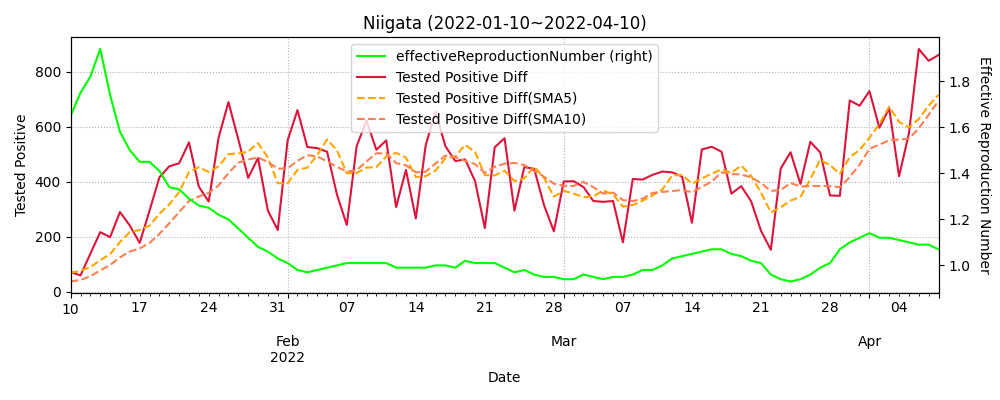 Niigata (2022-01-10~2022-04-10)
effectiveReproductionNumber (right)
Tested Positive Diff
Tested Positive Diff(SMA5)
Tested Positive Diff(SMA10)
Tested Positive
800
600
400
200
0
1.8
1.6
1.4
1.2
1.0
Effective Reproduction Number
10 17 24 31 07 14 21 28 07 14 21 28 04
Feb Mar Apr
2022
Date